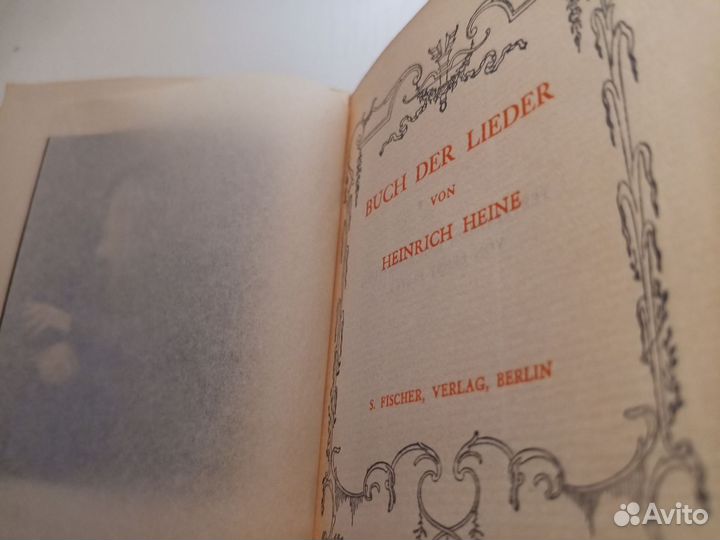 BUCH DER LIEDER
VON
HEINRICH HEINE
S. FISCHER, VERLAG, BERLIN
Avito